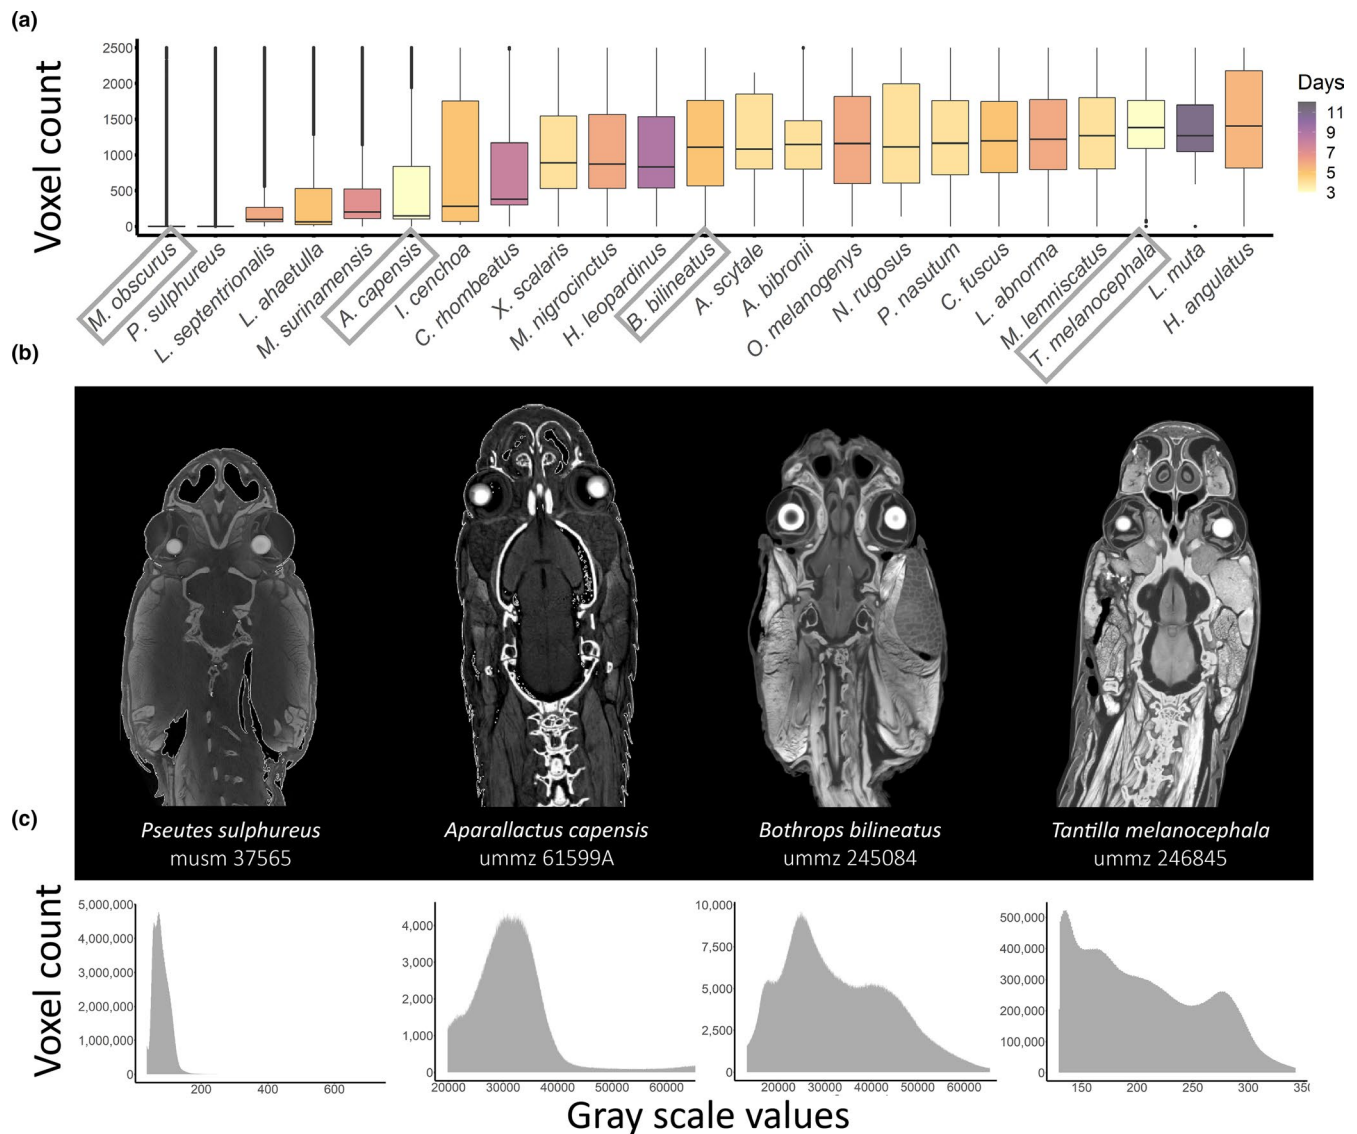 (a)
Voxel count
2500
2000
1500
1000
500
0
Days
11
9
7
5
3
M. obscurus
P. sulphureus
L. septrionalis
L. ahaetulla
M. surinamensis
A. capensis
I. cenchoa
C. rhombeatus
X. scalaris
M. nigrocinctus
H. leopardinus
B. bilineatus
A. scytale
A. bibronii
O. melanogenys
N. rugosus
P. nasutum
C. fuscus
L. abnorma
M. lemniscatus
T. melanocephala
L. muta
H. angulatus
(b)
Pseutes sulphureus
musm 37565
Aparallactus capensis
ummz 61599A
Bothrops bilineatus
ummz 245084
Tantilla melanocephala
ummz 246845
(c)
Voxel count
5,000,000
4,000,000
3,000,000
2,000,000
1,000,000
0
200
400
600
4,000
3,000
2,000
1,000
0
20000
30000
40000
50000
60000
10,000
7,500
5,000
2,500
0
20000
30000
40000
50000
60000
500,000
400,000
300,000
200,000
100,000
0
150
200
250
300
35
Gray scale values